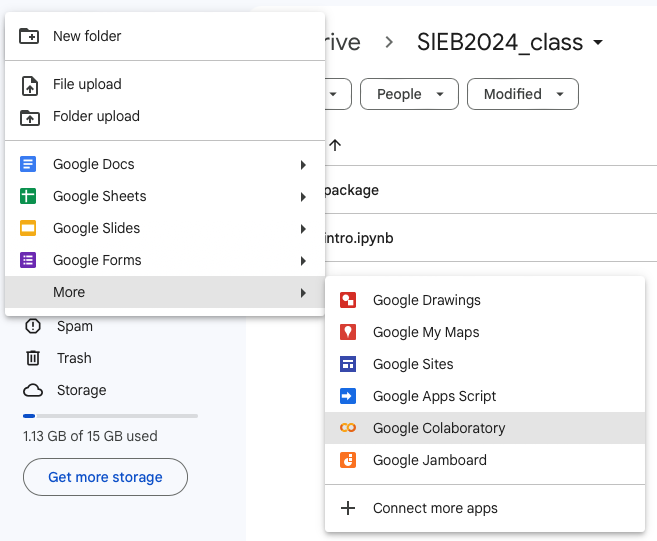 New folder
File upload
Folder upload
Google Docs
Google Sheets
Google Slides
Google Forms
More
Spam
Trash
Storage
1.13 GB of 15 GB used
Get more storage
rive > SIEB2024_class
People
Modified
package
intro.ipynb
Google Drawings
Google My Maps
Google Sites
Google Apps Script
Google Colaboratory
Google Jamboard
Connect more apps